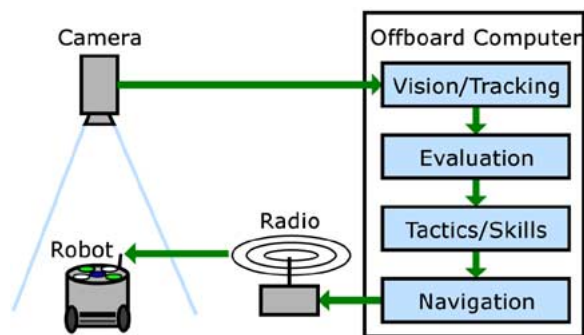 Camera
Offboard Computer
Vision/Tracking
Evaluation
Tactics/Skills
Navigation
Radio
Robot